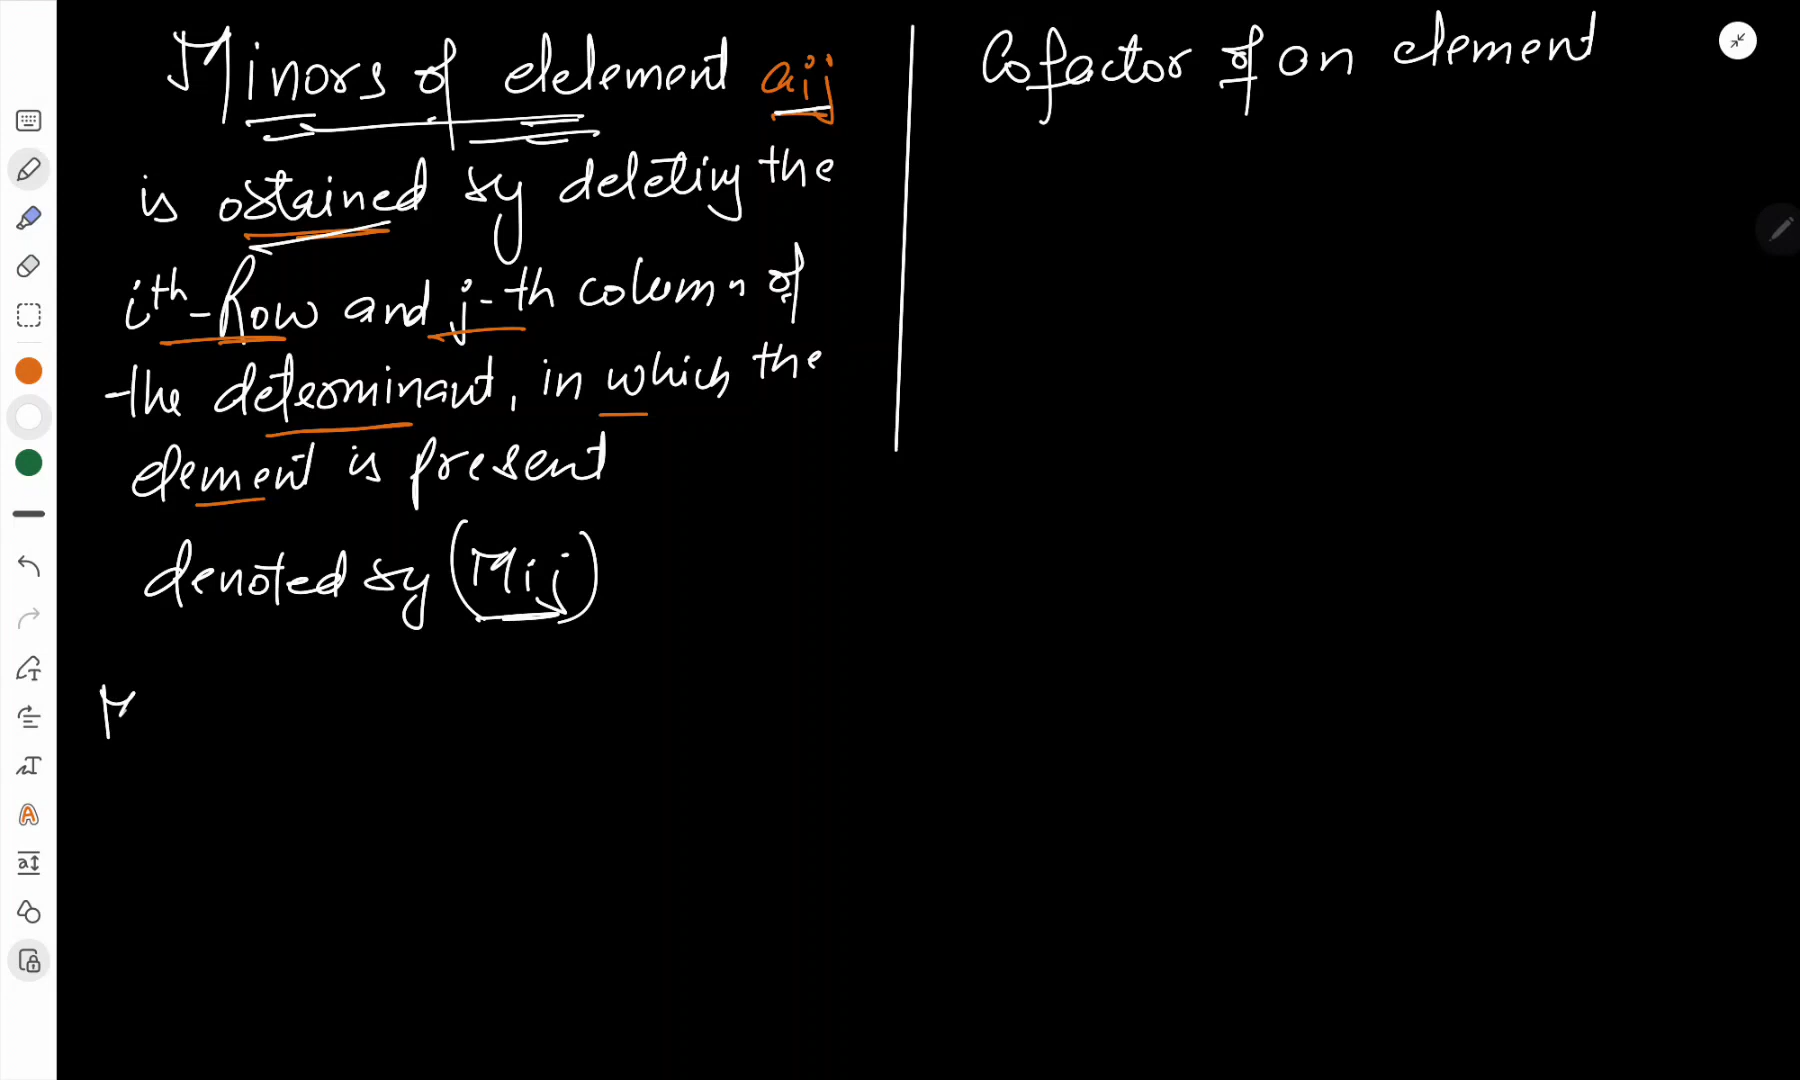 Minors of elelement aij
is obtained by deleting the
ith-Row and j-th column of
the determinant, in which the
element is present
denoted by (Mij)
M
Cofactor of an element